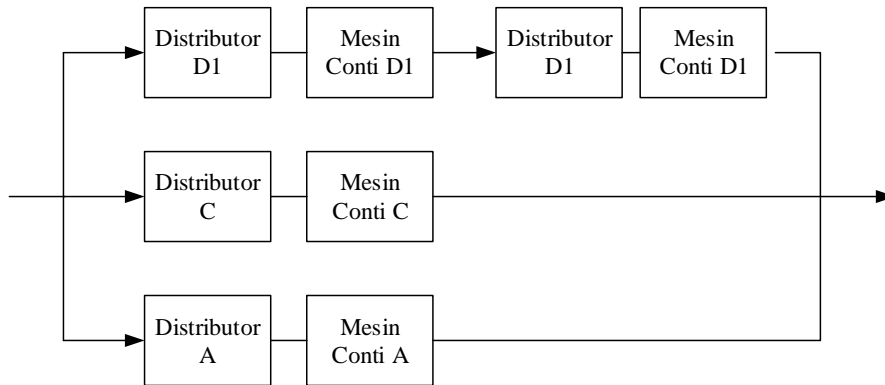 Distributor
D1
Mesin
Conti D1
Distributor
D1
Mesin
Conti D1
Distributor
C
Mesin
Conti C
Distributor
A
Mesin
Conti A